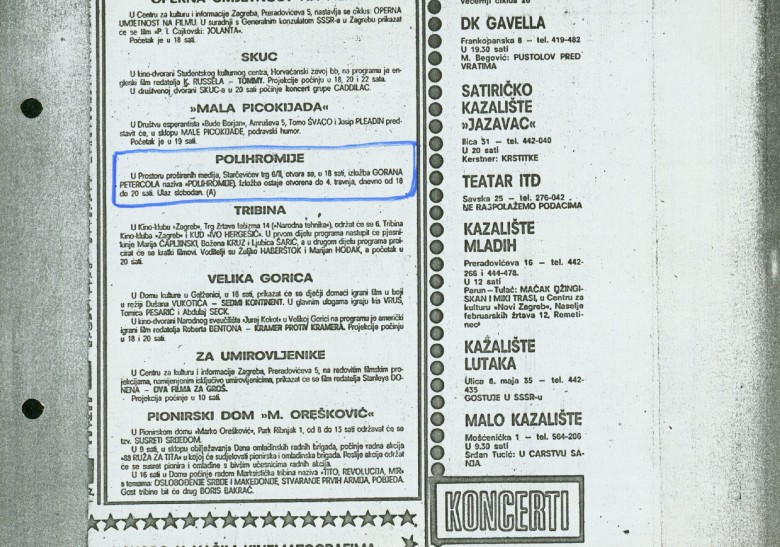 U Centru za kulturu i informacije Zagreba, Preradovićeva 5, nastavlja se ciklus: OPERNA
UMJETNOST NA FILMU. U suradnji s Generalnim konzulatom SSSR-a u Zagrebu prikazat
će se film »P. I. Čajkovski: JOLANTA«.
Početak je u 18 sati.
SKUC
U kino-dvorani Studentskog kulturnog centra, Horvaćanski zavoj bb, na programu je en-
gleski film redatelja K. RUSSELA — TOMMY. Projekcije počinju u 18, 20 i 22 sata.
U društvenoj dvorani SKUC-a u 20 sati počinje koncert grupe CADDILAC.
»MALA PICOKIJADA«
U Društvu esperantista »Bude Borjan«, Amruševa 5, Tomo ŠVACO i Josip PLEADIN pred-
stavit će, u sklopu MALE PICOKIJADE, podravski humor.
Početak je u 19 sati.
POLIHROMIJE
U Prostoru proširenih medija, Starčevićev trg 6/II, otvara se, u 18 sati, izložba GORANA
PETERCOLA naziva »POLIHROMIJE). Izložba ostaje otvorena do 4. travnja, dnevno od 18
do 20 sati. Ulaz slobodan. (A)
TRIBINA
U Kino-klubu »Zagreb«, Trg žrtava fašizma 14 (»Narodna tehnika«), održat će se 6. Tribina
Kino-kluba »Zagreb« i KUD »IVO HERGEŠIĆ«. U prvom dijelu programa nastupit će pjesni-
kinje Marija ČAPLJINSKI, Božena KRUZ i Ljubica ŠARIĆ, a u drugom dijelu programa proi-
cirat će se kratki filmovi. Voditelji su Željko HABERŠTOK i Marijan HODAK, a početak u
20 sati.
VELIKA GORICA
U Domu kulture u Galženici, u 16 sati, prikazat će se dječji domaći igrani film u boji
u režiji Dušana VUKOTIĆA — SEDMI KONTINENT. U glavnim ulogama igraju Iris VRUŠ,
Tomica PESARIĆ i Abdulaj SECK.
U kino-dvorani Narodnog sveučilišta »Juraj Kokot« u Velikoj Gorici na programu je američki
igrani film redatelja Roberta BENTONA — KRAMER PROTIV KRAMERA. Projekcije počinju
u 18 i 20 sati.
ZA UMIROVLJENIKE
U Centru za kulturu i informacije Zagreba, Preradovićeva 5, na redovitim filmskim pro-
jekcijama, namijenjenim isključivo umirovljenicima, prikazat će se film redatelja Stanleya DO-
NENA — DVA FILMA ZA GROŠ.
Projekcija počinje u 10 sati.
PIONIRSKI DOM »M. OREŠKOVIĆ«
U Pionirskom domu »Marko Orešković«, Park Ribnjak 1, od 8 do 13 sati održavat će se
tzv. SUSRETI SRIJEDOM.
U 9 sati, u sklopu obilježavanja Dana omladinskih radnih brigada, počinje radna akcija
»88 RUŽA ZA TITA« u kojoj će sudjelovati pionirska i omladinska brigada. Poslije akcije održat
će se susret pionira i omladine s bivšim učesnicima radnih akcija.
U 16 sati u Domu počinje radom Marksistička tribina naziva »TITO, REVOLUCIJA, MIR«
s temama: OSLOBOĐENJE SRBIJE I MAKEDONIJE, STVARANJE PRVIH ARMIJA, POBJEDA.
Gost tribine bit će drug BORIS BAKRAČ.
DK GAVELLA
Frankopanska 8 — tel. 419-482
U 19.30 sati
M. Begović: PUSTOLOV PRED
VRATIMA
SATIRIČKO
KAZALIŠTE
»JAZAVAC«
Ilica 31 — tel. 442-040
U 20 sati
Kerstner: KRSTITKE
TEATAR ITD
Savska 25 — tel. 276-042
NE RASPOLAŽEMO PODACIMA
KAZALIŠTE
MLADIH
Preradovićeva 16 — tel. 442-
266 i 444-478.
U 12 sati
Parun — Tulač: MAČAK DŽINGI-
SKAN I MIKI TRASI, u Centru za
kulturu »Novi Zagreb«, Naselje
februarskih žrtava 12, Remeti-
nec
KAZALIŠTE
LUTAKA
Ulica 8. maja 35 — tel. 442-
435
GOSTUJE U SSSR-u
MALO KAZALIŠTE
Mošćenička 1 — tel. 564-206
U 9.30 sati
Srđan Tucić: U CARSTVU SA-
NJA
KONCERTI